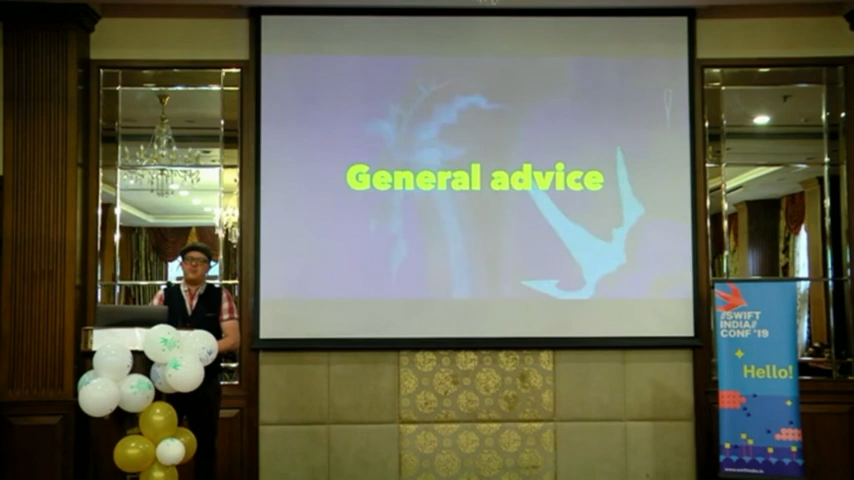 General advice
//SWIFT
INDIA//
CONF '19
Hello!